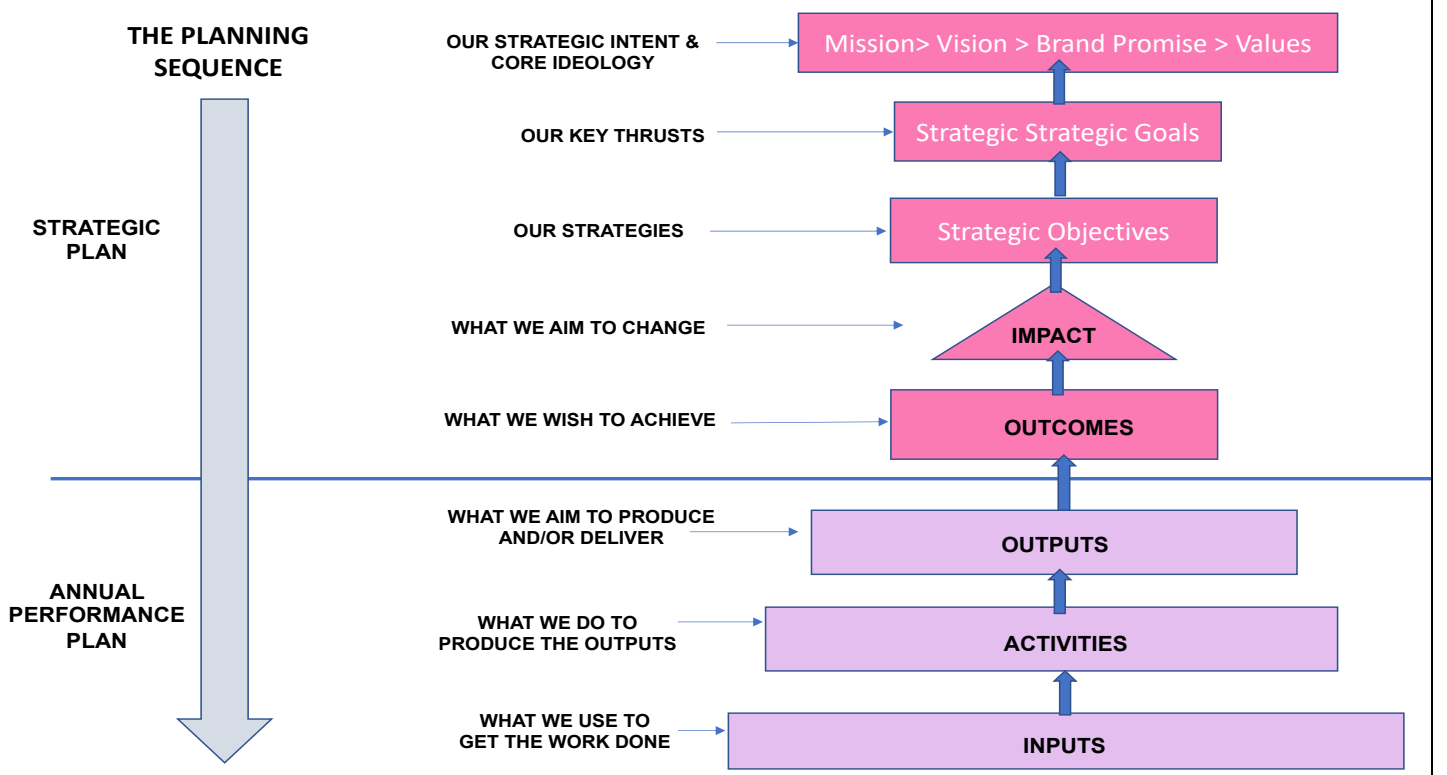 THE PLANNING
SEQUENCE
OUR STRATEGIC INTENT &
CORE IDEOLOGY
Mission> Vision > Brand Promise > Values
OUR KEY THRUSTS
Strategic Strategic Goals
STRATEGIC
PLAN
OUR STRATEGIES
Strategic Objectives
WHAT WE AIM TO CHANGE
IMPACT
WHAT WE WISH TO ACHIEVE
OUTCOMES
WHAT WE AIM TO PRODUCE
AND/OR DELIVER
OUTPUTS
ANNUAL
PERFORMANCE
PLAN
WHAT WE DO TO
PRODUCE THE OUTPUTS
ACTIVITIES
WHAT WE USE TO
GET THE WORK DONE
INPUTS